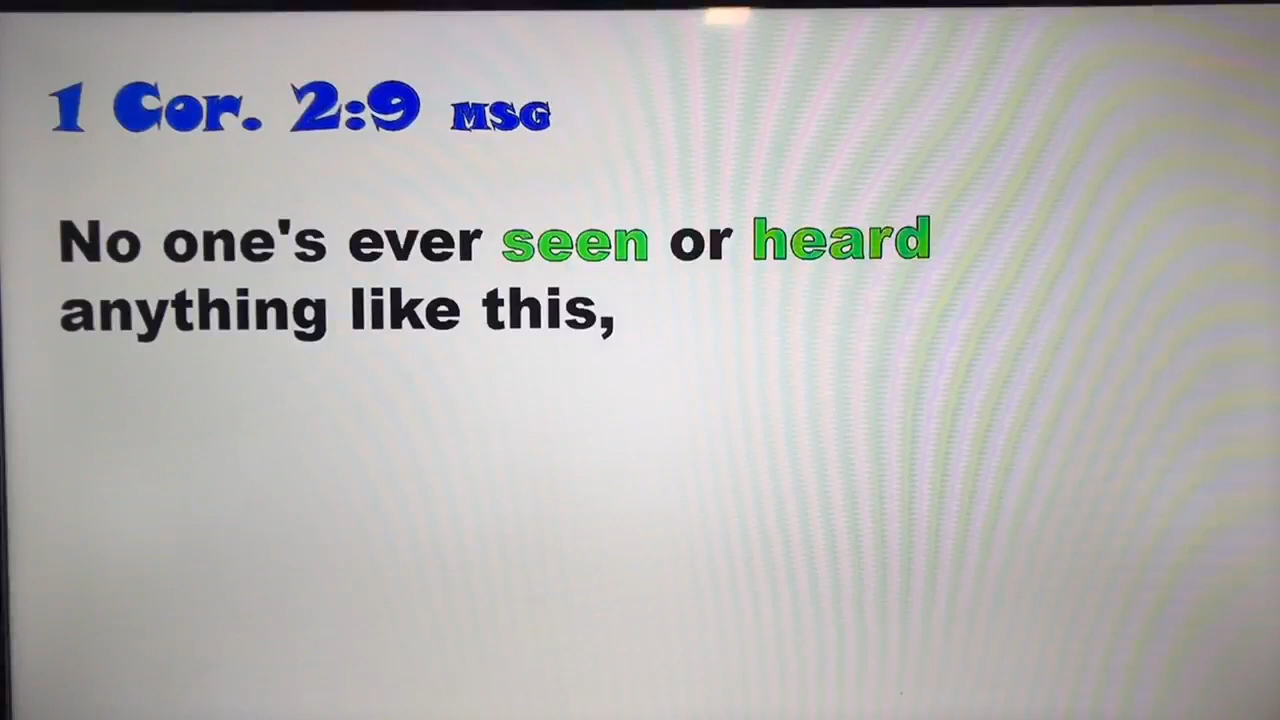 1 Cor. 2:9 MSG
No one's ever seen or heard
anything like this,